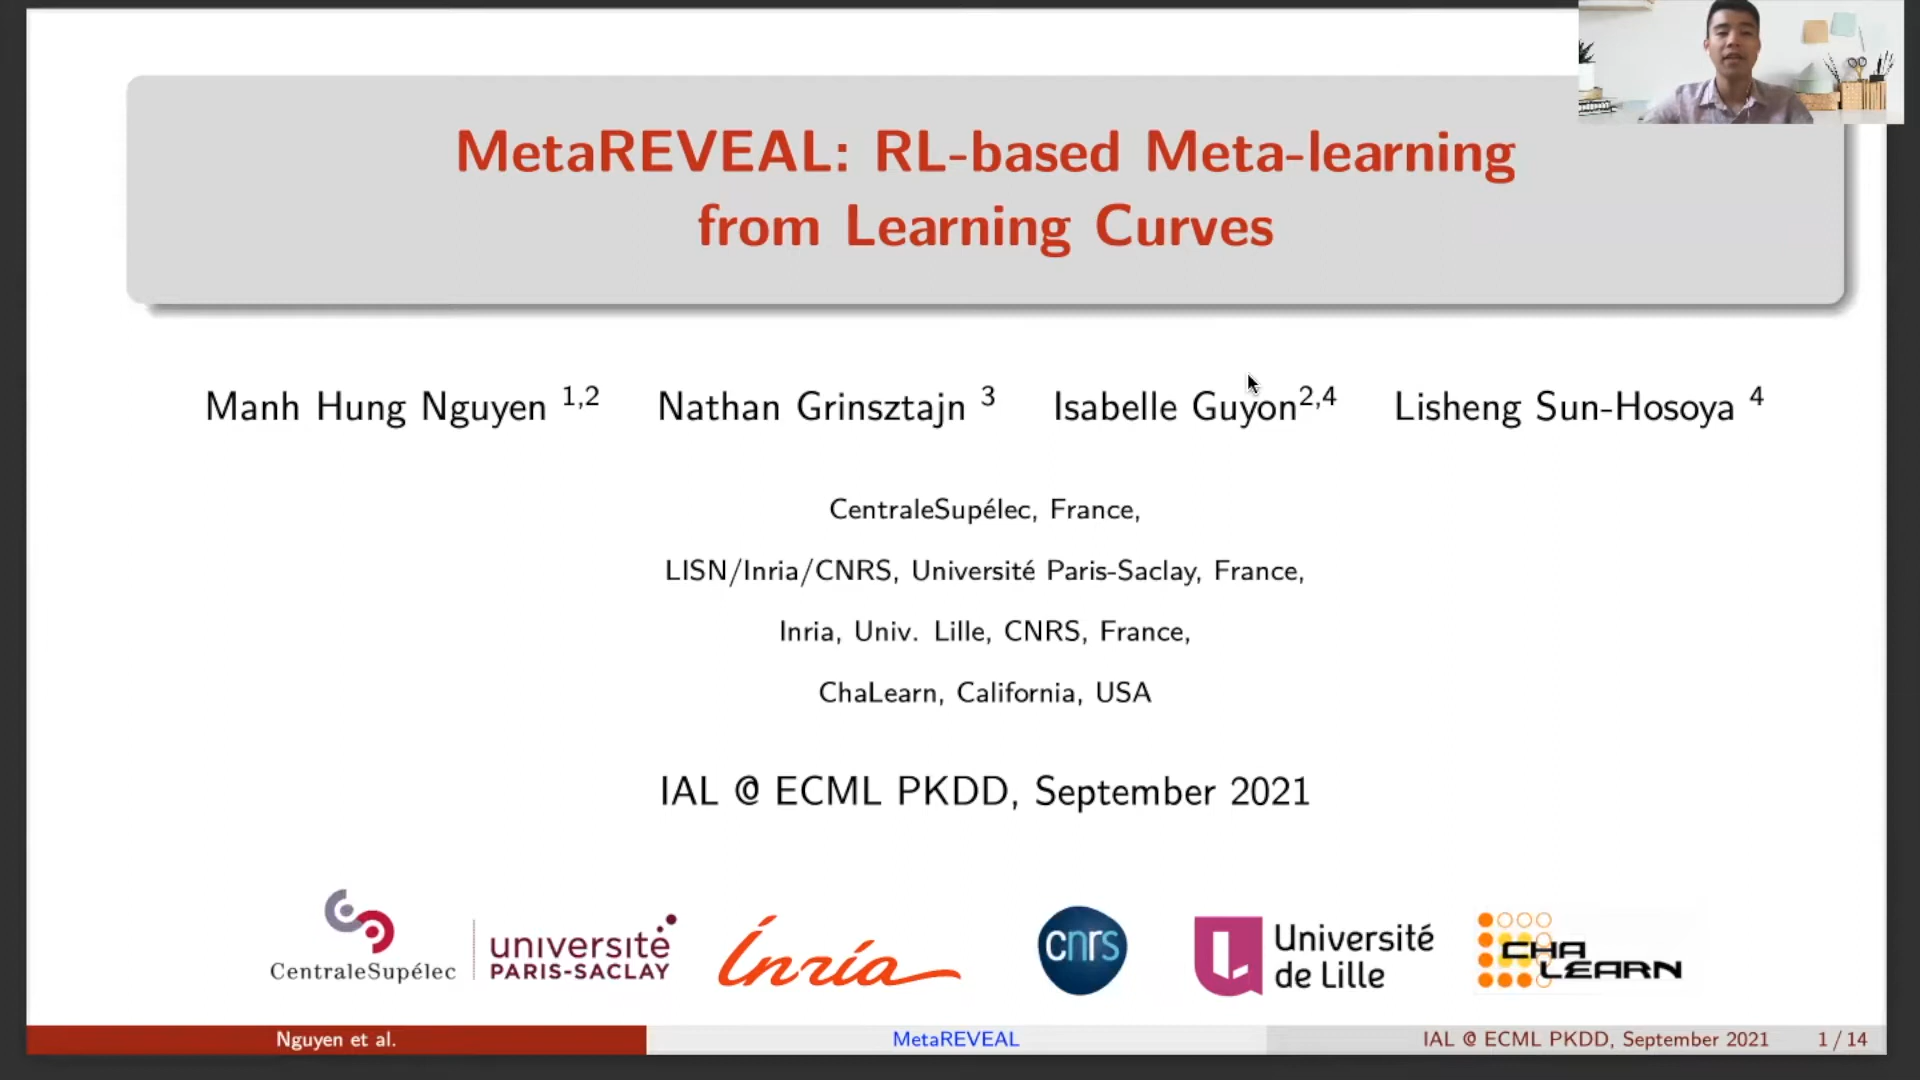 MetaREVEAL: RL-based Meta-learning
from Learning Curves
Manh Hung Nguyen 1,2 Nathan Grinsztajn 3 Isabelle Guyon2,4 Lisheng Sun-Hosoya 4
CentraleSupélec, France,
LISN/Inria/CNRS, Université Paris-Saclay, France,
Inria, Univ. Lille, CNRS, France,
ChaLearn, California, USA
IAL @ ECML PKDD, September 2021
CentraleSupélec
université
PARIS-SACLAY
Inría
cnrs
Université
de Lille
CHA
LEARN
Nguyen et al. MetaREVEAL IAL @ ECML PKDD, September 2021 1 / 14